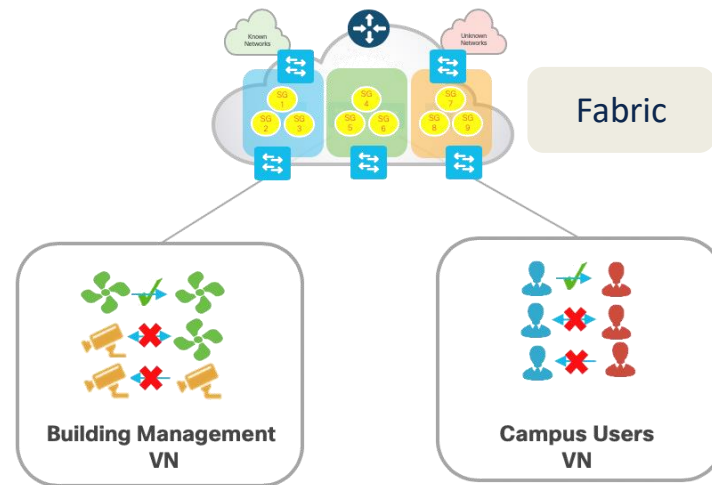 Known
Networks
Unknown
Networks
SG
1
SG
2
SG
3
SG
4
SG
5
SG
6
SG
7
SG
8
SG
9
Fabric
Building Management
VN
Campus Users
VN